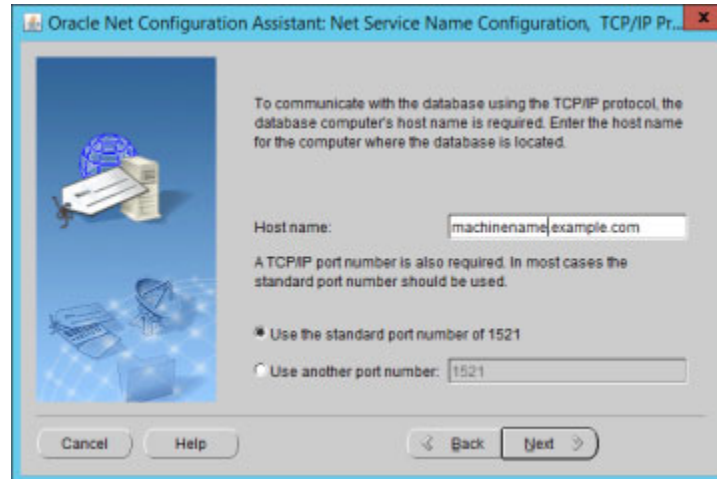 Oracle Net Configuration Assistant: Net Service Name Configuration, TCP/IP Pr...
To communicate with the database using the TCP/IP protocol, the
database computer's host name is required. Enter the host name
for the computer where the database is located.
Host name: machinename.example.com
A TCP/IP port number is also required. In most cases the
standard port number should be used.
Use the standard port number of 1521
Use another port number: 1521
Cancel Help Back Next